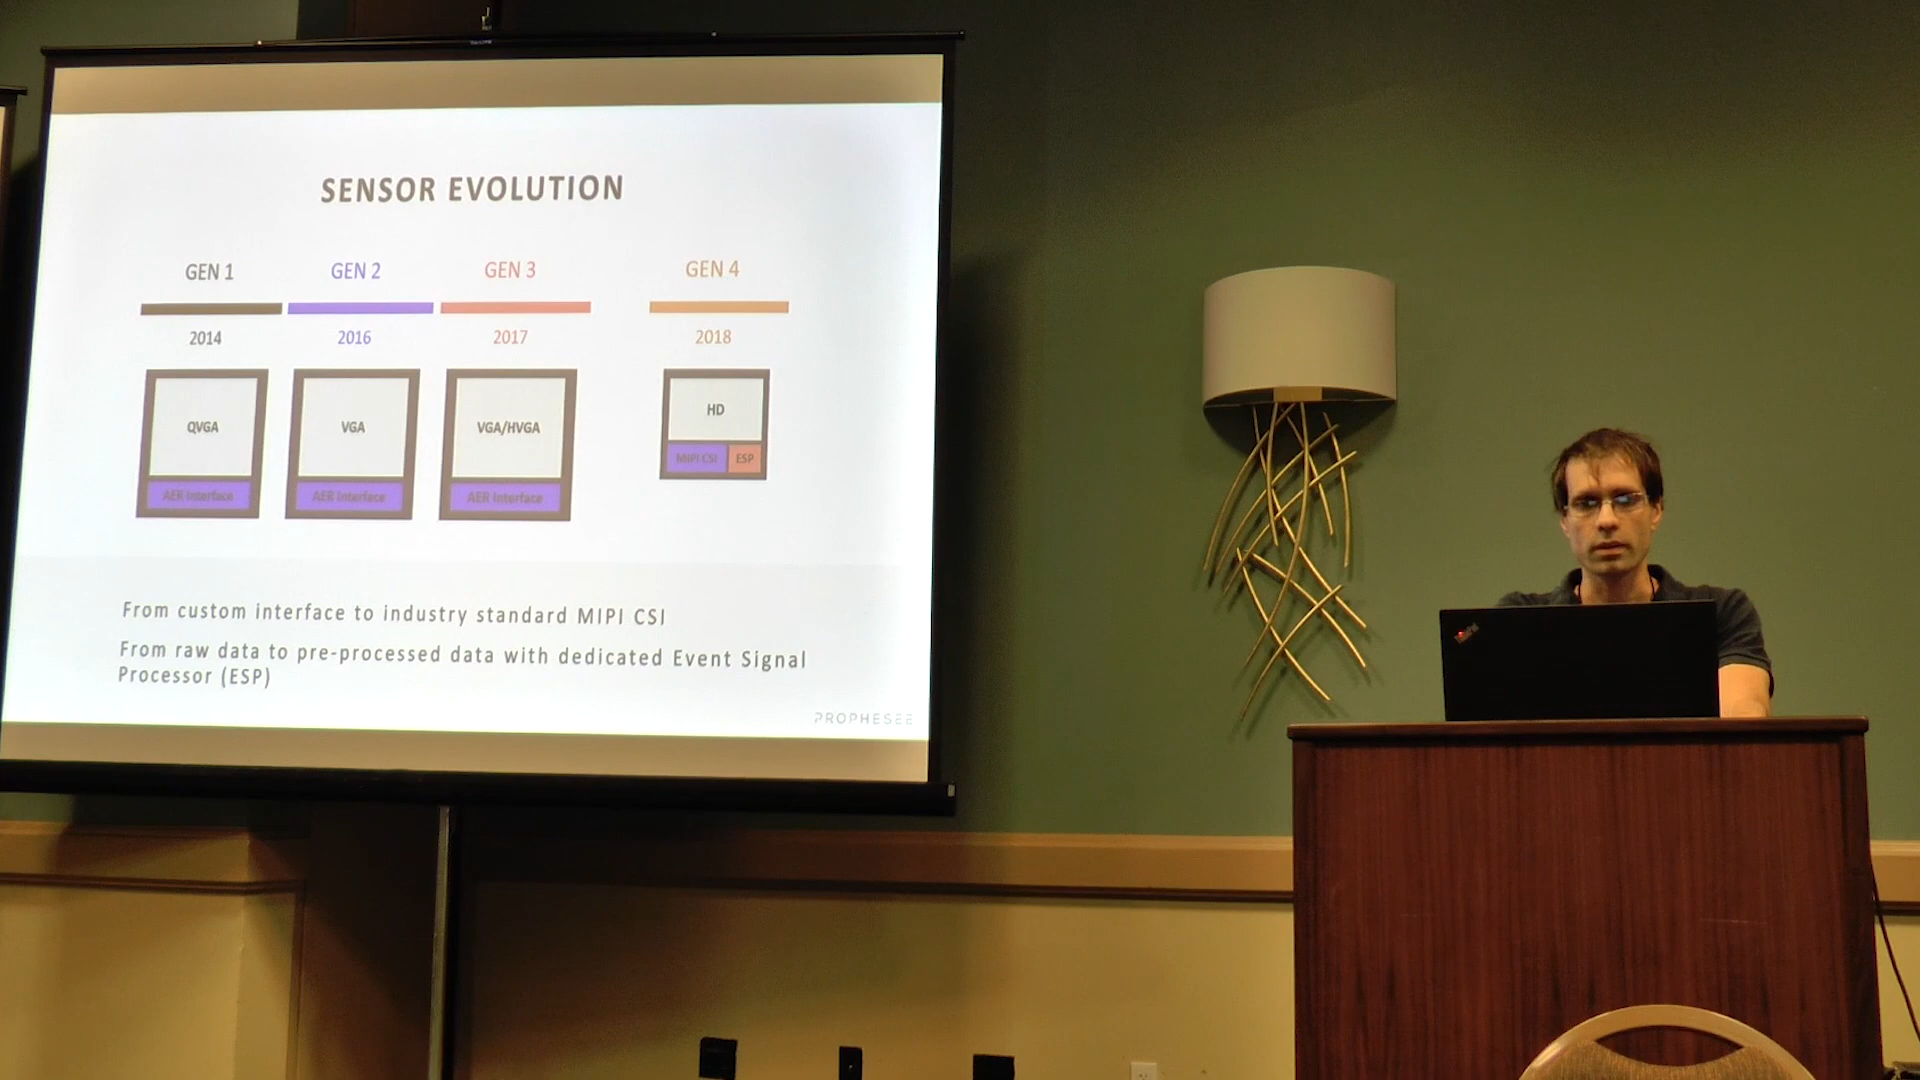 SENSOR EVOLUTION
GEN 1 GEN 2 GEN 3 GEN 4
2014 2016 2017 2018
QVGA VGA VGA/HVGA HD
MIPI CSI ESP
AER Interface AER Interface AER Interface
From custom interface to industry standard MIPI CSI
From raw data to pre-processed data with dedicated Event Signal
Processor (ESP)
PROPHESEE